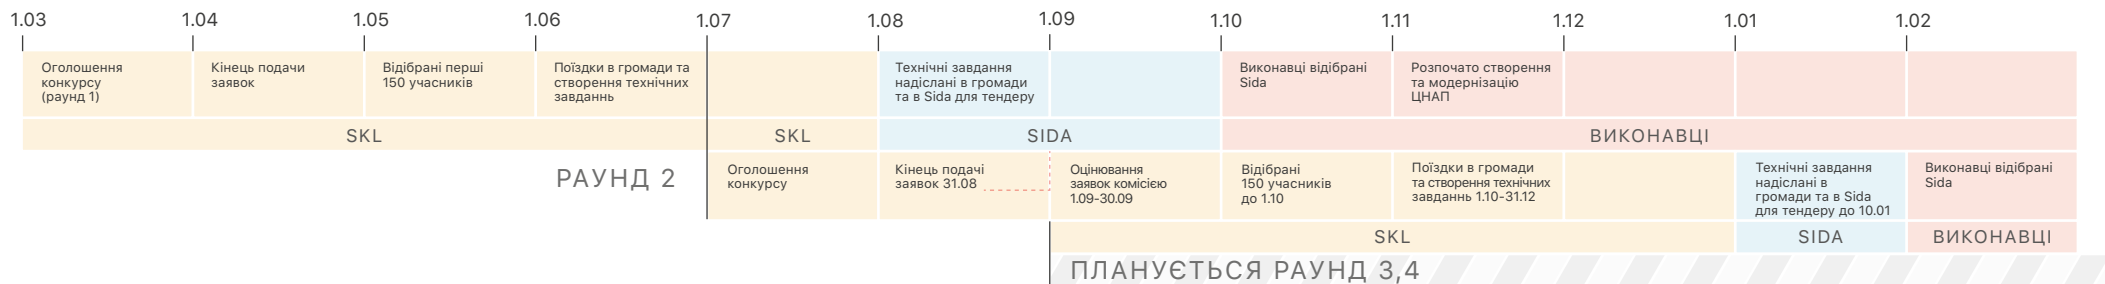 1.03 1.04 1.05 1.06 1.07 1.08 1.09 1.10 1.11 1.12 1.01 1.02
Оголошення
конкурсу
(раунд 1)
Кінець подачі
заявок
Відібрані перші
150 учасників
Поїздки в громади та
створення технічних
завданнь
Технічні завдання
надіслані в громади
та в Sida для тендеру
Виконавці відібрані
Sida
Розпочато створення
та модернізацію
ЦНАП
SKL SKL SIDA ВИКОНАВЦІ
РАУНД 2
Оголошення
конкурсу
Кінець подачі
заявок 31.08
Оцінювання
заявок комісією
1.09-30.09
Відібрані
150 учасників
до 1.10
Поїздки в громади
та створення технічних
завданнь 1.10-31.12
Технічні завдання
надіслані в
громади та в Sida
для тендеру до 10.01
Виконавці відібрані
Sida
SKL SIDA ВИКОНАВЦІ
ПЛАНУЄТЬСЯ РАУНД 3,4